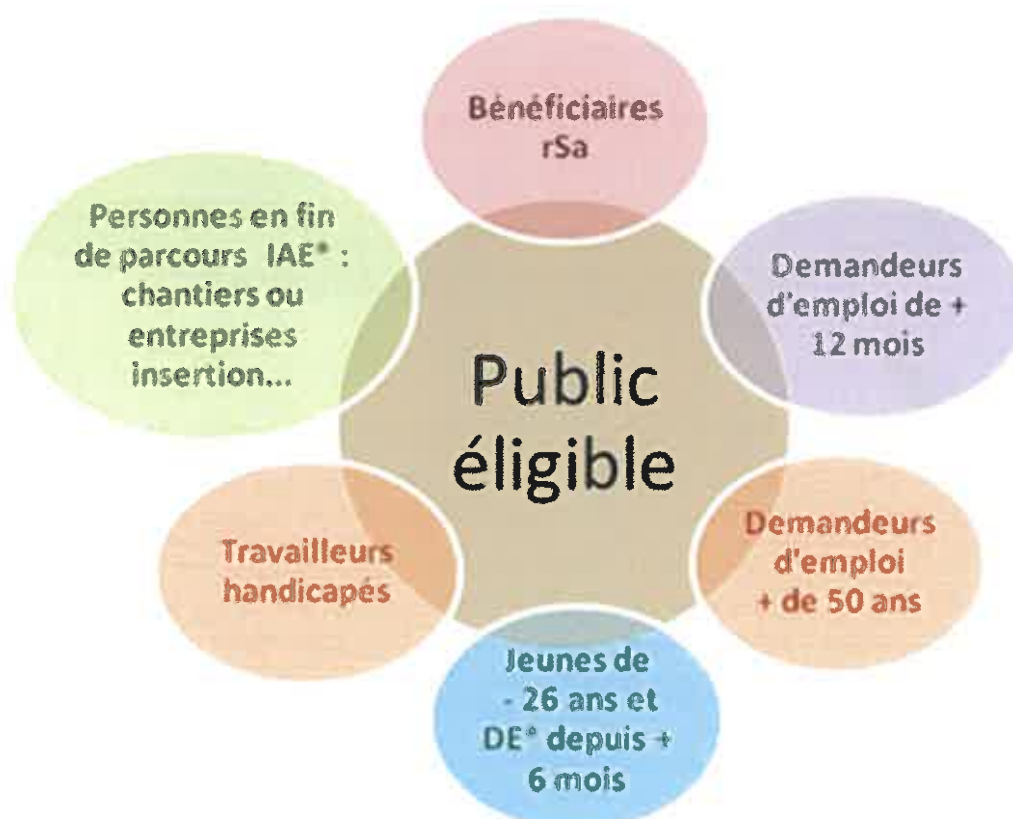 Bénéficiaires
rSa
Personnes en fin
de parcours IAE* :
chantiers ou
entreprises
insertion...
Demandeurs
d'emploi de +
12 mois
Public
éligible
Travailleurs
handicapés
Demandeurs
d'emploi
+ de 50 ans
Jeunes de
- 26 ans et
DE* depuis +
6 mois